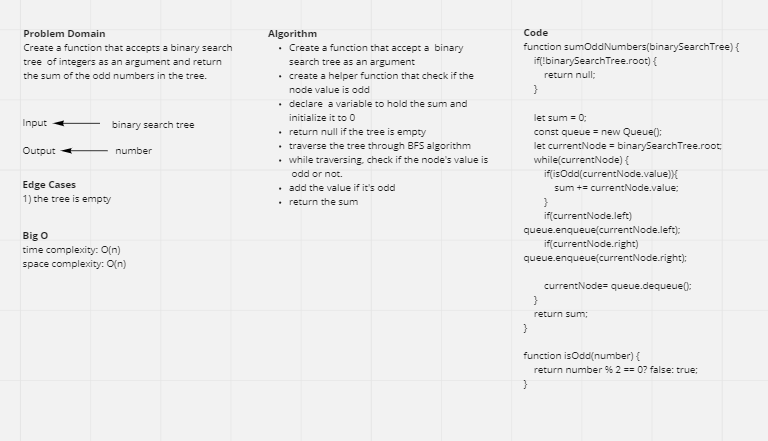 Problem Domain
Create a function that accepts a binary search
tree of integers as an argument and return
the sum of the odd numbers in the tree.
Input
binary search tree
Output
number
Edge Cases
1) the tree is empty
Big O
time complexity: O(n)
space complexity: O(n)
Algorithm
• Create a function that accept a binary
search tree as an argument
• create a helper function that check if the
node value is odd
• declare a variable to hold the sum and
initialize it to 0
• return null if the tree is empty
• traverse the tree through BFS algorithm
• while traversing, check if the node's value is
odd or not.
• add the value if it's odd
• return the sum
Code
function sumOddNumbers(binarySearchTree) {
if(!binarySearchTree.root) {
return null;
}
let sum = 0;
const queue = new Queue();
let currentNode = binarySearchTree.root;
while(currentNode) {
if(isOdd(currentNode.value)){
sum += currentNode.value;
}
if(currentNode.left)
queue.enqueue(currentNode.left);
if(currentNode.right)
queue.enqueue(currentNode.right);
currentNode= queue.dequeue();
}
return sum;
}
function isOdd(number) {
return number % 2 == 0? false: true;
}